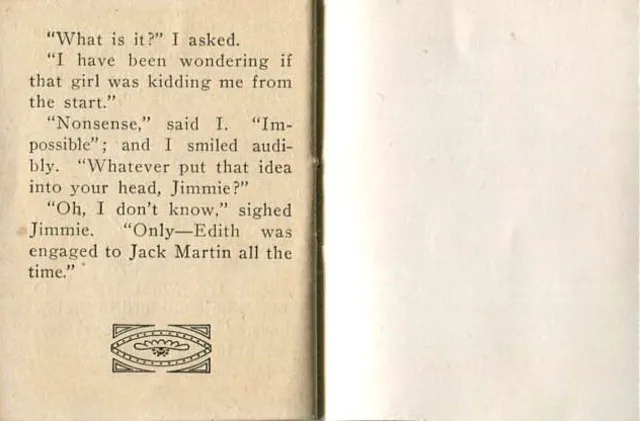 "What is it?" I asked.
"I have been wondering if
that girl was kidding me from
the start."
"Nonsense," said I. "Im-
possible"; and I smiled audi-
bly. "Whatever put that idea
into your head, Jimmie?"
"Oh, I don't know," sighed
Jimmie. "Only—Edith was
engaged to Jack Martin all the
time."